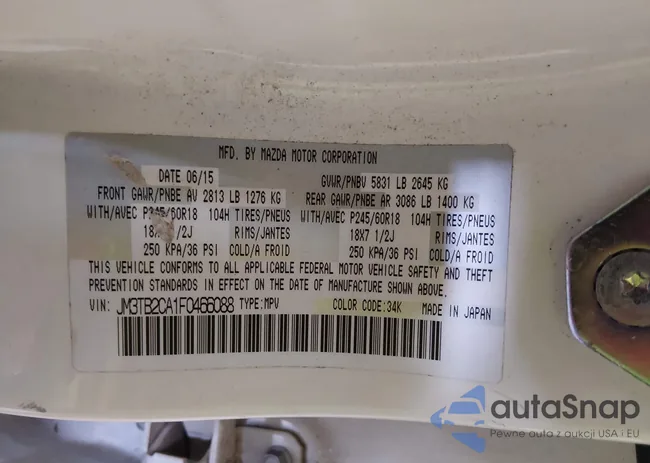 MFD. BY MAZDA MOTOR CORPORATION
DATE 06/15 GVWR/PNBV 5831 LB 2645 KG
FRONT GAWR/PNBE AV 2813 LB 1276 KG REAR GAWR/PNBE AR 3086 LB 1400 KG
WITH/AVEC P245/60R18 104H TIRES/PNEUS WITH/AVEC P245/60R18 104H TIRES/PNEUS
18X 1/2J RIMS/JANTES 18X7 1/2J RIMS/JANTES
250 KPA/36 PSI COLD/A FROID 250 KPA/36 PSI COLD/A FROID
THIS VEHICLE CONFORMS TO ALL APPLICABLE FEDERAL MOTOR VEHICLE SAFETY AND THEFT
PREVENTION STANDARDS IN EFFECT ON THE DATE OF MANUFACTURE SHOWN ABOVE.
VIN: JM3TB2CA1F0466088 TYPE: MPV COLOR CODE: 34K MADE IN JAPAN
autoSnap
Pewne auta z aukcji USA i EU